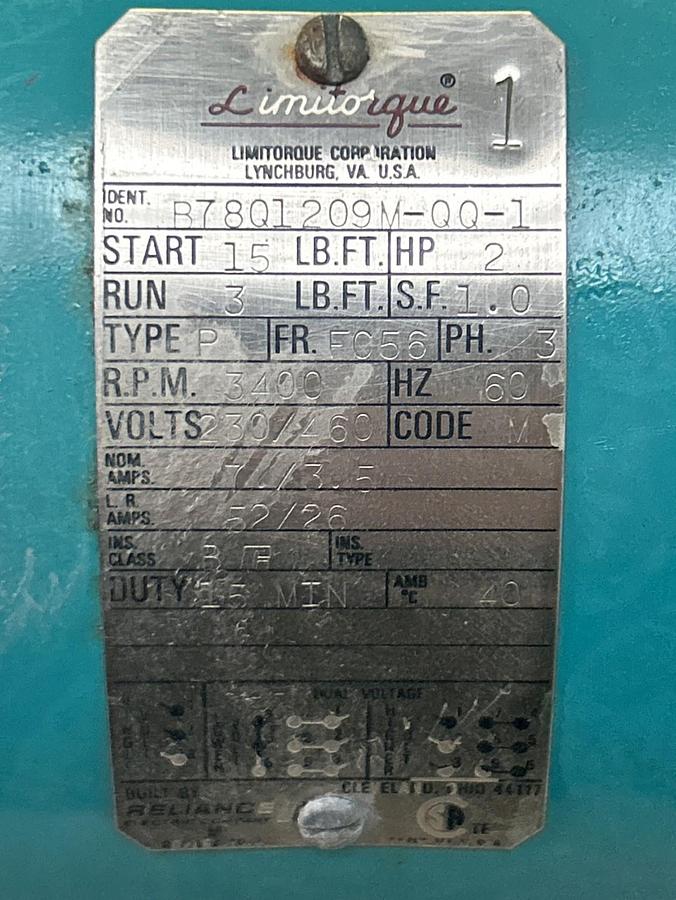 Limitorque®
1
LIMITORQUE CORP RATION
LYNCHBURG, VA. U.S.A.
IDENT. NO. B78Q1209M-QQ-1
START 15 LB.FT. HP 2
RUN 3 LB.FT. S.F. 1.0
TYPE P FR. FC56 PH. 3
R.P.M. 3400 HZ 60
VOLTS 230/460 CODE M
NOM. AMPS. 7./3.5
L. R. AMPS. 52/26
INS. CLASS B INS. TYPE
DUTY 15 MIN AMB °C 40
DUAL VOLTAGE
BUILT BY
RELIANCE
44117